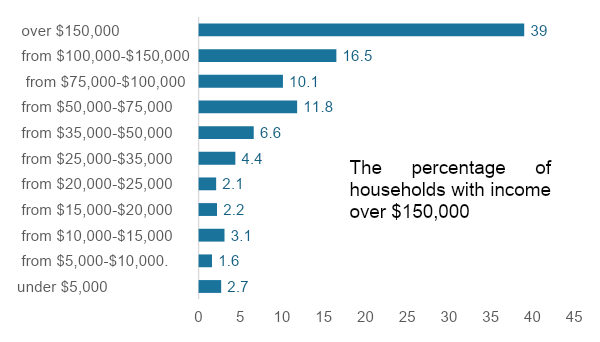 over $150,000 39
from $100,000-$150,000 16.5
from $75,000-$100,000 10.1
from $50,000-$75,000 11.8
from $35,000-$50,000 6.6
from $25,000-$35,000 4.4
from $20,000-$25,000 2.1
from $15,000-$20,000 2.2
from $10,000-$15,000 3.1
from $5,000-$10,000. 1.6
under $5,000 2.7
The percentage of
households with income
over $150,000
0 5 10 15 20 25 30 35 40 45